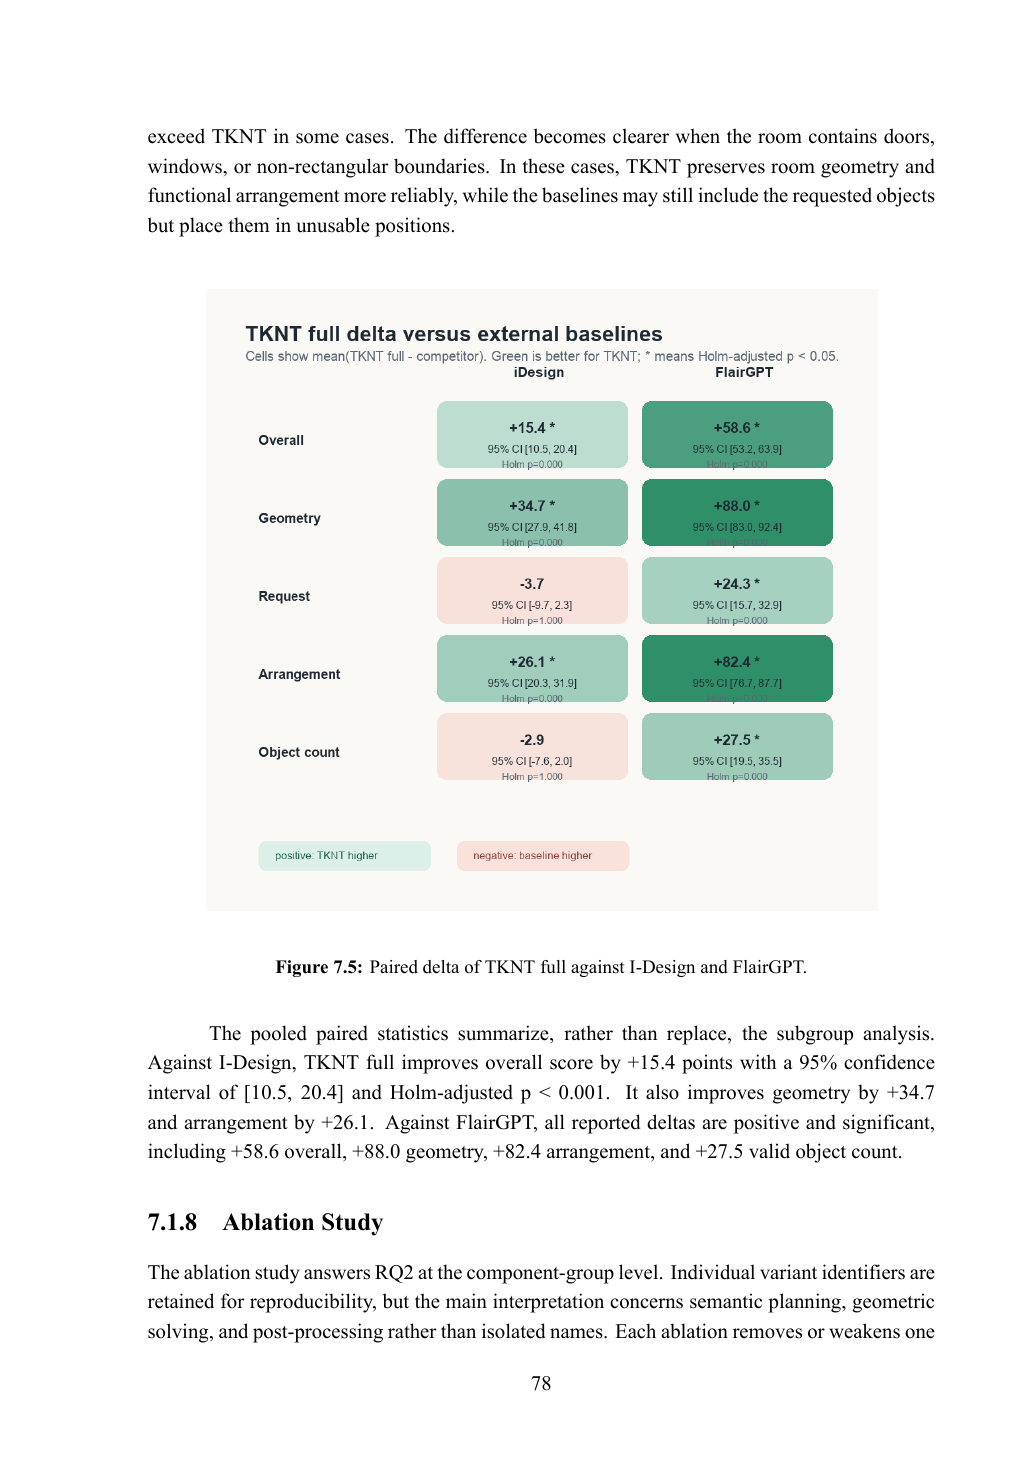 exceed TKNT in some cases. The difference becomes clearer when the room contains doors,
windows, or non-rectangular boundaries. In these cases, TKNT preserves room geometry and
functional arrangement more reliably, while the baselines may still include the requested objects
but place them in unusable positions.
TKNT full delta versus external baselines
Cells show mean(TKNT full - competitor). Green is better for TKNT; * means Holm-adjusted p < 0.05.
iDesign FlairGPT
Overall
+15.4 * +58.6 *
95% CI [10.5, 20.4] 95% CI [53.2, 63.9]
Holm p=0.000 Holm p=0.000
Geometry
+34.7 * +88.0 *
95% CI [27.9, 41.8] 95% CI [83.0, 92.4]
Holm p=0.000 Holm p=0.000
Request
-3.7 +24.3 *
95% CI [-9.7, 2.3] 95% CI [15.7, 32.9]
Holm p=1.000 Holm p=0.000
Arrangement
+26.1 * +82.4 *
95% CI [20.3, 31.9] 95% CI [76.7, 87.7]
Holm p=0.000 Holm p=0.000
Object count
-2.9 +27.5 *
95% CI [-7.6, 2.0] 95% CI [19.5, 35.5]
Holm p=1.000 Holm p=0.000
positive: TKNT higher negative: baseline higher
Figure 7.5: Paired delta of TKNT full against I-Design and FlairGPT.
The pooled paired statistics summarize, rather than replace, the subgroup analysis.
Against I-Design, TKNT full improves overall score by +15.4 points with a 95% confidence
interval of [10.5, 20.4] and Holm-adjusted p < 0.001. It also improves geometry by +34.7
and arrangement by +26.1. Against FlairGPT, all reported deltas are positive and significant,
including +58.6 overall, +88.0 geometry, +82.4 arrangement, and +27.5 valid object count.
7.1.8 Ablation Study
The ablation study answers RQ2 at the component-group level. Individual variant identifiers are
retained for reproducibility, but the main interpretation concerns semantic planning, geometric
solving, and post-processing rather than isolated names. Each ablation removes or weakens one
78